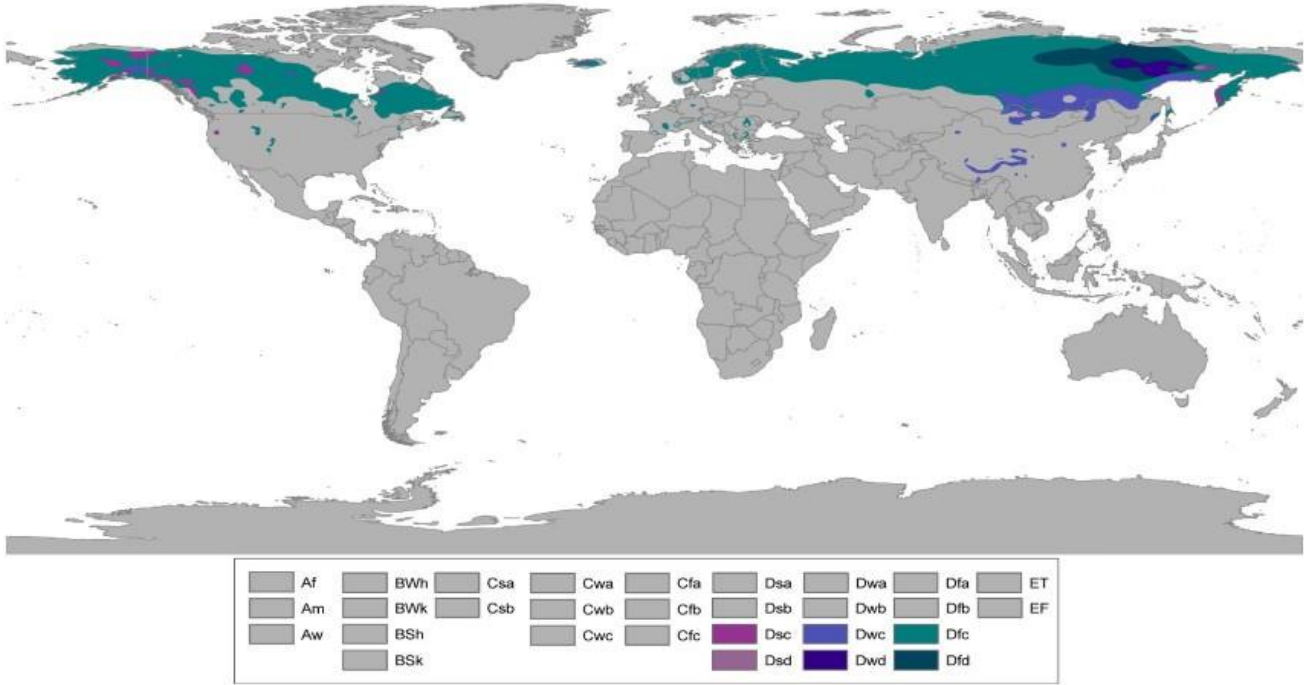 Af BWh Csa Cwa Cfa Dsa Dwa Dfa ET
Am BWk Csb Cwb Cfb Dsb Dwb Dfb EF
Aw BSh Cwc Cfc Dsc Dwc Dfc
BSk Dsd Dwd Dfd